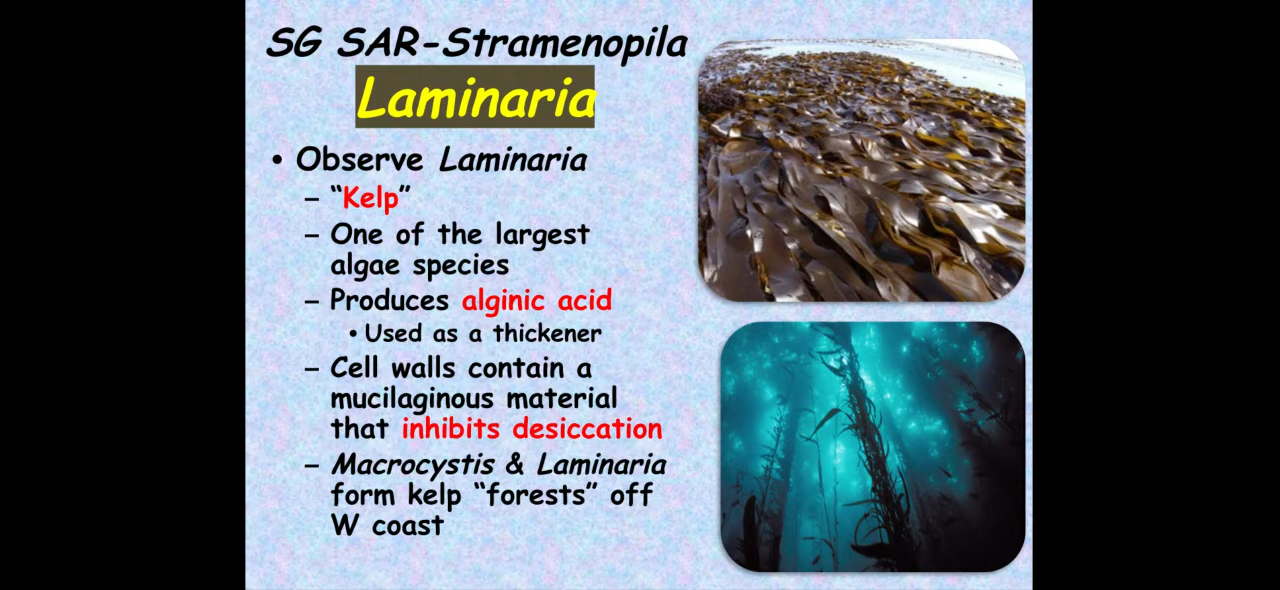 SG SAR-Stramenopila
Laminaria
• Observe Laminaria
– “Kelp”
– One of the largest
algae species
– Produces alginic acid
• Used as a thickener
– Cell walls contain a
mucilaginous material
that inhibits desiccation
– Macrocystis & Laminaria
form kelp “forests” off
W coast